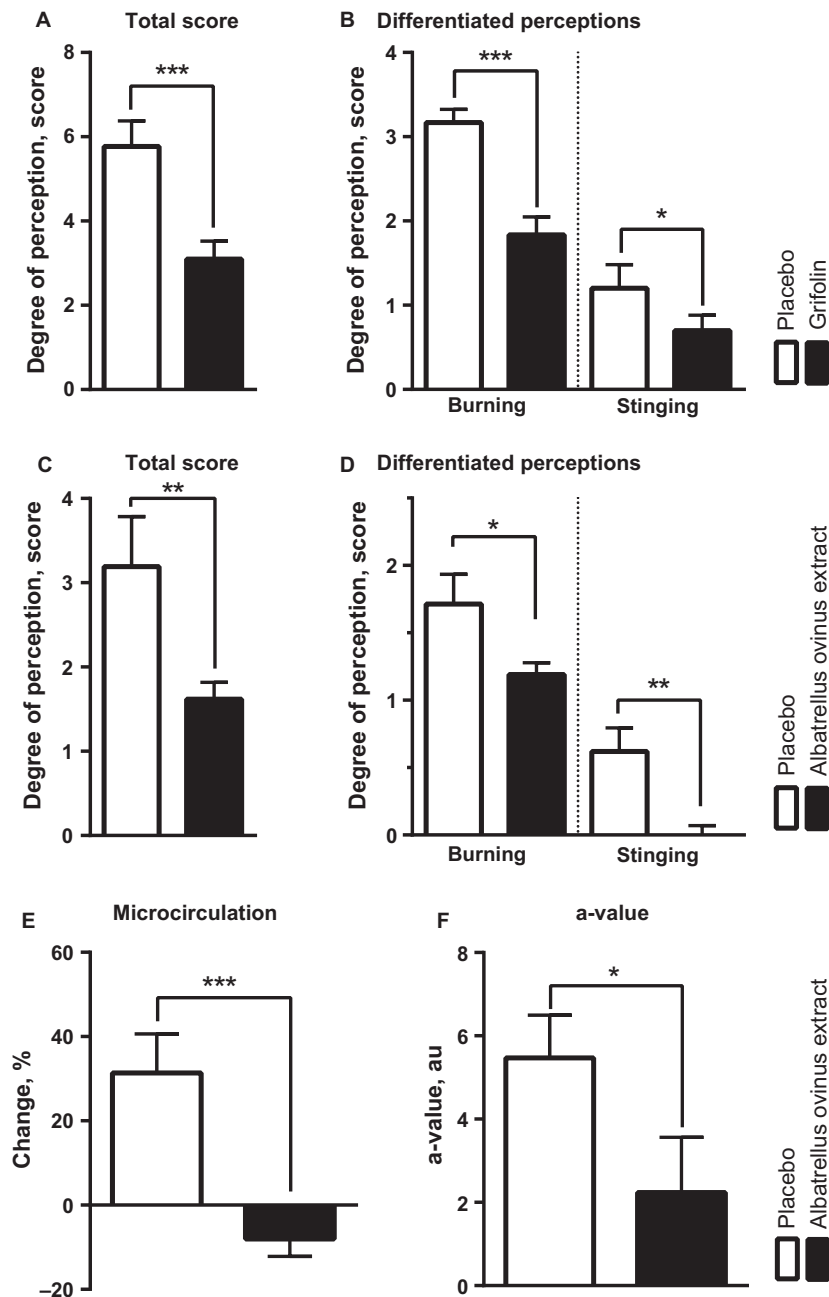 A Total score
Degree of perception, score
8
6
4
2
0
***
B Differentiated perceptions
Degree of perception, score
4
3
2
1
0
***
*
Burning
Stinging
Placebo
Grifolin
C Total score
Degree of perception, score
4
3
2
1
0
**
D Differentiated perceptions
Degree of perception, score
2
1
0
*
**
Burning
Stinging
Placebo
Albatrellus ovinus extract
E Microcirculation
Change, %
60
40
20
0
–20
***
F a-value
a-value, au
8
6
4
2
0
*
Placebo
Albatrellus ovinus extract